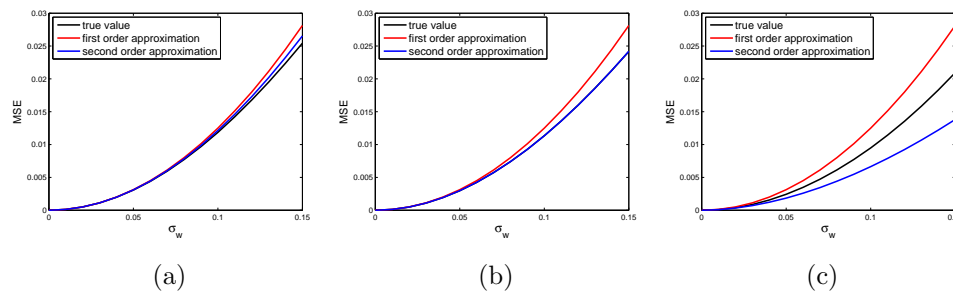 0.03
0.025
0.02
0.015
0.01
0.005
0
MSE
true value
first order approximation
second order approximation
0
0.05
0.1
0.15
σw
(a)
0.03
0.025
0.02
0.015
0.01
0.005
0
MSE
true value
first order approximation
second order approximation
0
0.05
0.1
0.15
σw
(b)
0.03
0.025
0.02
0.015
0.01
0.005
0
MSE
true value
first order approximation
second order approximation
0
0.05
0.1
σw
(c)